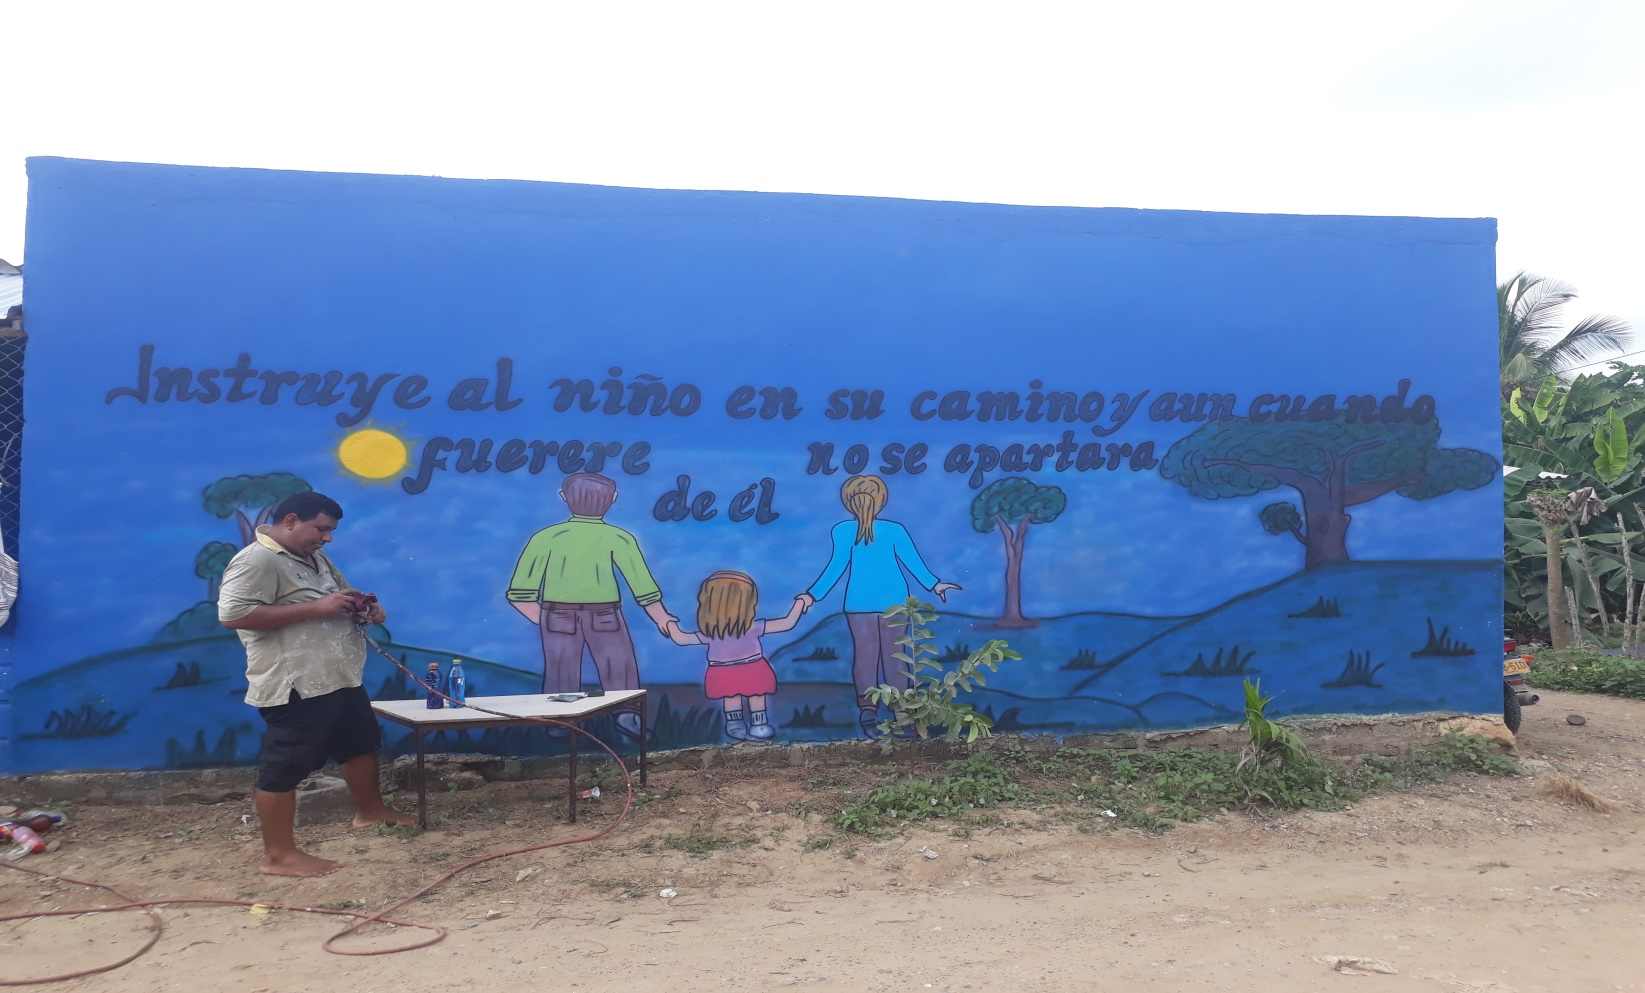 Instruye al niño en su camino y aun cuando
fuerere no se apartara
de él